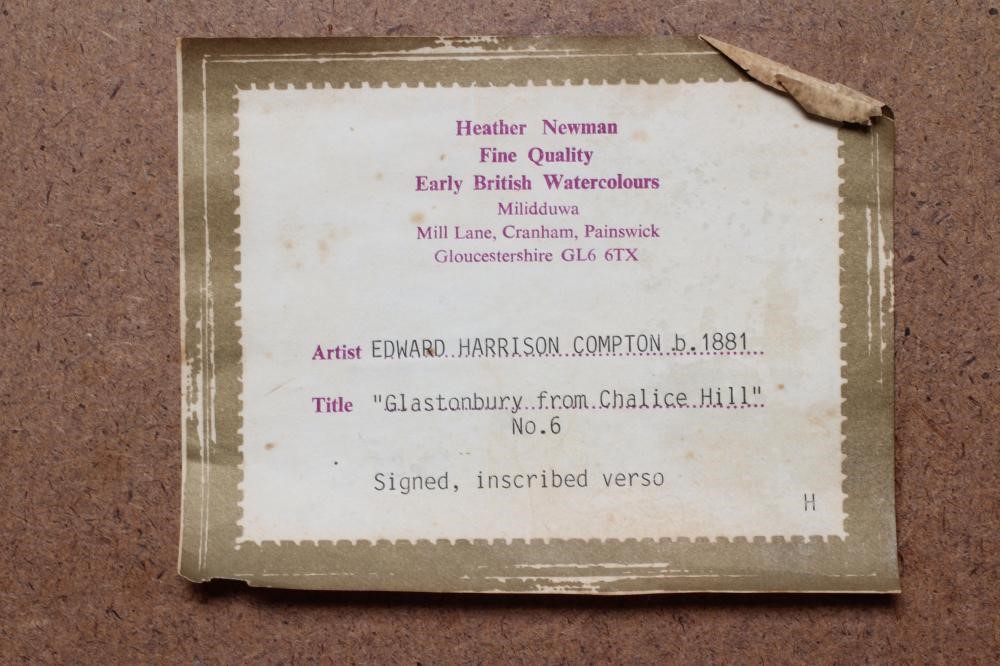 Heather Newman
Fine Quality
Early British Watercolours
Milidduwa
Mill Lane, Cranham, Painswick
Gloucestershire GL6 6TX
Artist EDWARD HARRISON COMPTON b.1881
Title "Glastonbury from Chalice Hill"
No.6
Signed, inscribed verso
H